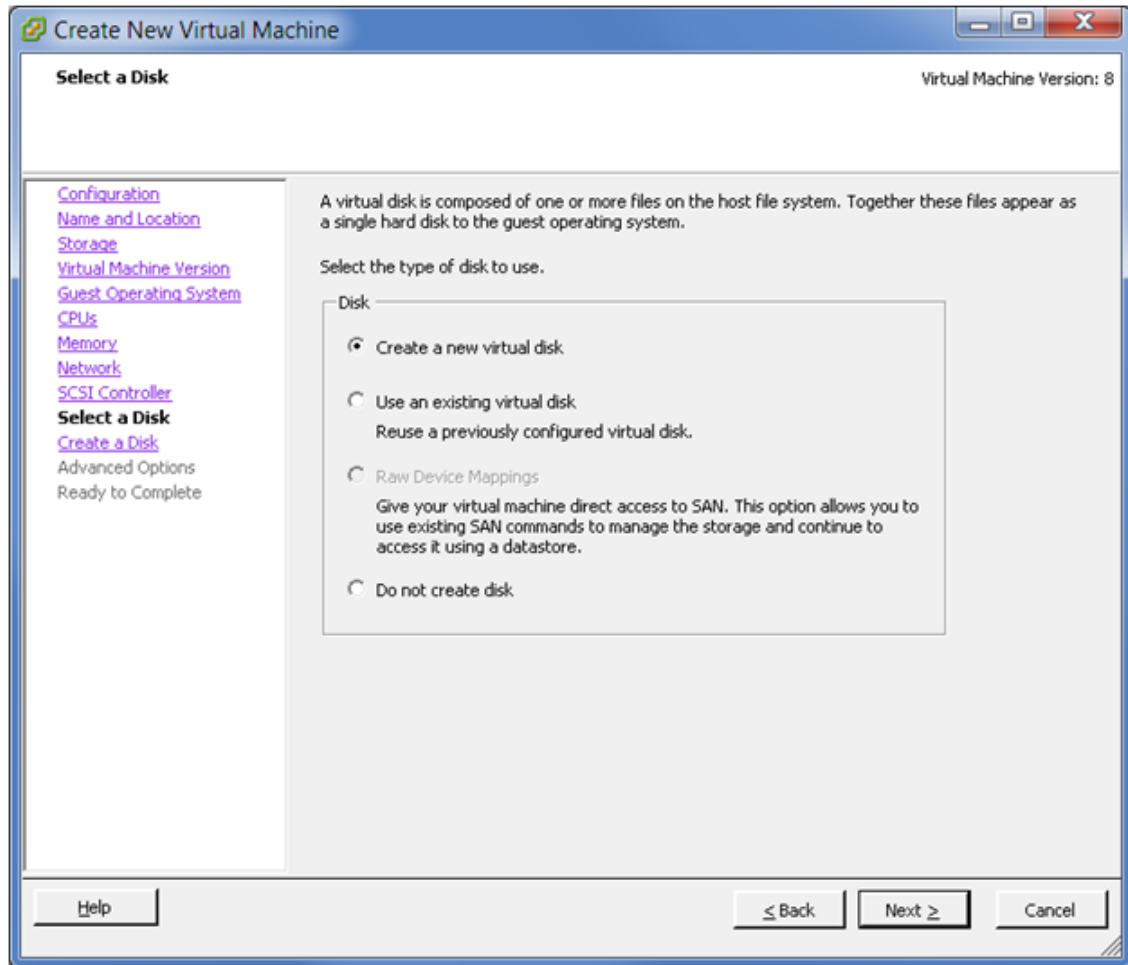 Create New Virtual Machine
Select a Disk
Virtual Machine Version: 8
Configuration
Name and Location
Storage
Virtual Machine Version
Guest Operating System
CPUs
Memory
Network
SCSI Controller
Select a Disk
Create a Disk
Advanced Options
Ready to Complete
A virtual disk is composed of one or more files on the host file system. Together these files appear as
a single hard disk to the guest operating system.
Select the type of disk to use.
Disk
Create a new virtual disk
Use an existing virtual disk
Reuse a previously configured virtual disk.
Raw Device Mappings
Give your virtual machine direct access to SAN. This option allows you to
use existing SAN commands to manage the storage and continue to
access it using a datastore.
Do not create disk
Help
< Back
Next >
Cancel